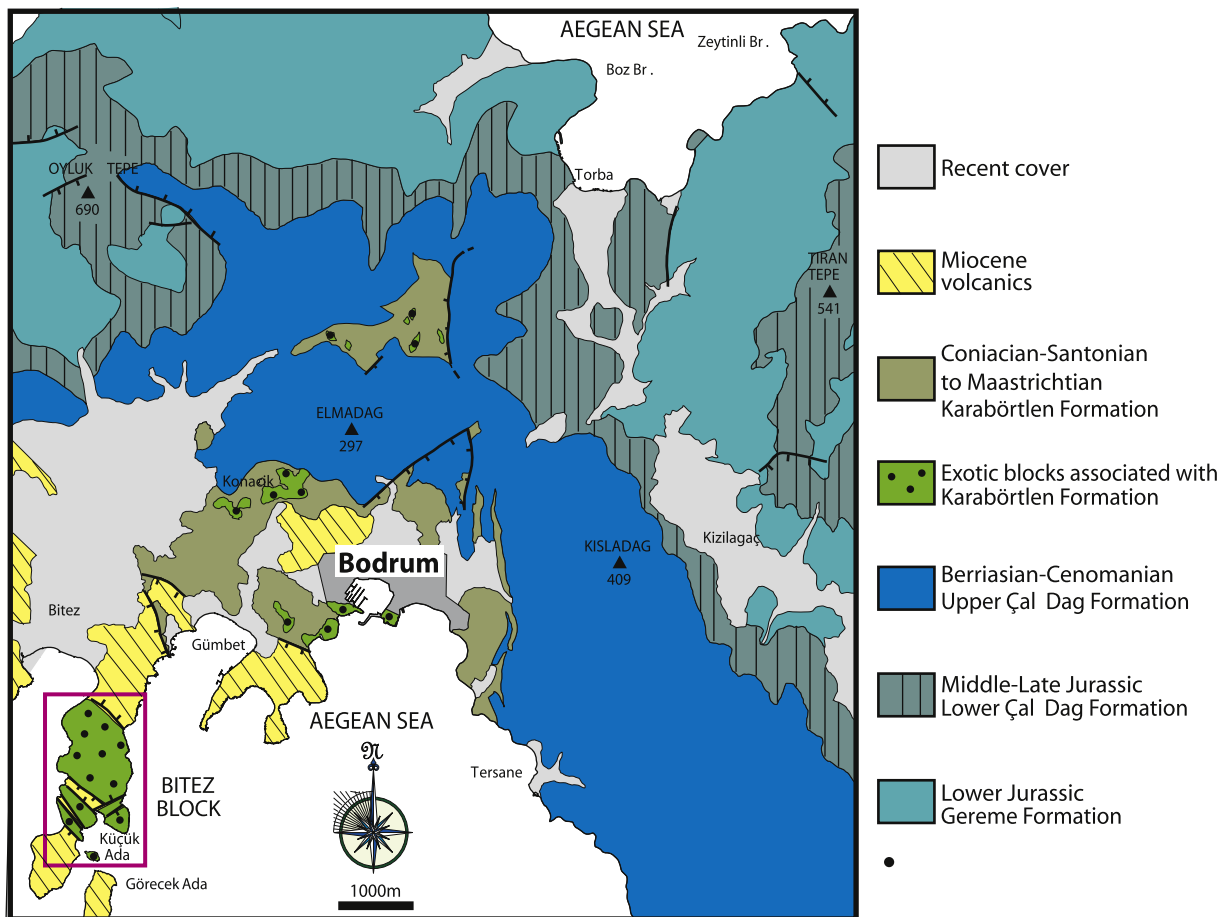 AEGEAN SEA
Zeytinli Br .
Boz Br .
OYLUK TEPE
690
Torba
TIRAN
TEPE
541
ELMADAG
297
Konacik
Bodrum
KISLADAG
409
Kizilagaç
Bitez
Gümbet
AEGEAN SEA
Tersane
BITEZ
BLOCK
Küçük
Ada
Görecek Ada
1000m
Recent cover
Miocene
volcanics
Coniacian-Santonian
to Maastrichtian
Karabörtlen Formation
Exotic blocks associated with
Karabörtlen Formation
Berriasian-Cenomanian
Upper Çal Dag Formation
Middle-Late Jurassic
Lower Çal Dag Formation
Lower Jurassic
Gereme Formation